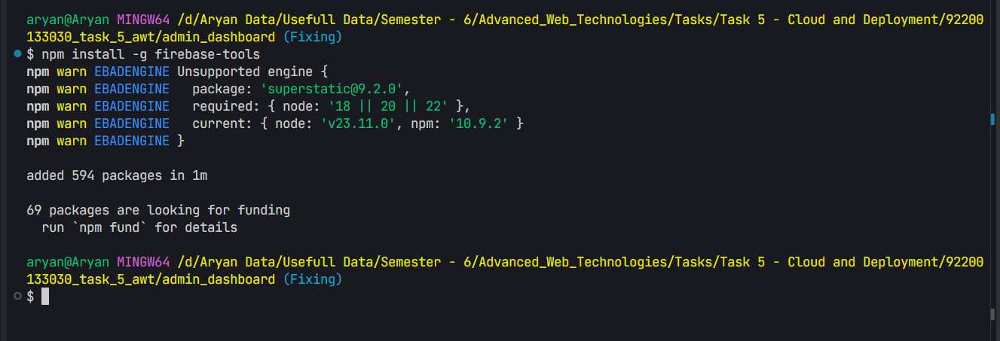 aryan@Aryan MINGW64 /d/Aryan Data/Usefull Data/Semester - 6/Advanced_Web_Technologies/Tasks/Task 5 - Cloud and Deployment/92200
133030_task_5_awt/admin_dashboard (Fixing)
$ npm install -g firebase-tools
npm warn EBADENGINE Unsupported engine {
npm warn EBADENGINE   package: 'superstatic@9.2.0',
npm warn EBADENGINE   required: { node: '18 || 20 || 22' },
npm warn EBADENGINE   current: { node: 'v23.11.0', npm: '10.9.2' }
npm warn EBADENGINE }
added 594 packages in 1m
69 packages are looking for funding
  run `npm fund` for details
aryan@Aryan MINGW64 /d/Aryan Data/Usefull Data/Semester - 6/Advanced_Web_Technologies/Tasks/Task 5 - Cloud and Deployment/92200
133030_task_5_awt/admin_dashboard (Fixing)
$